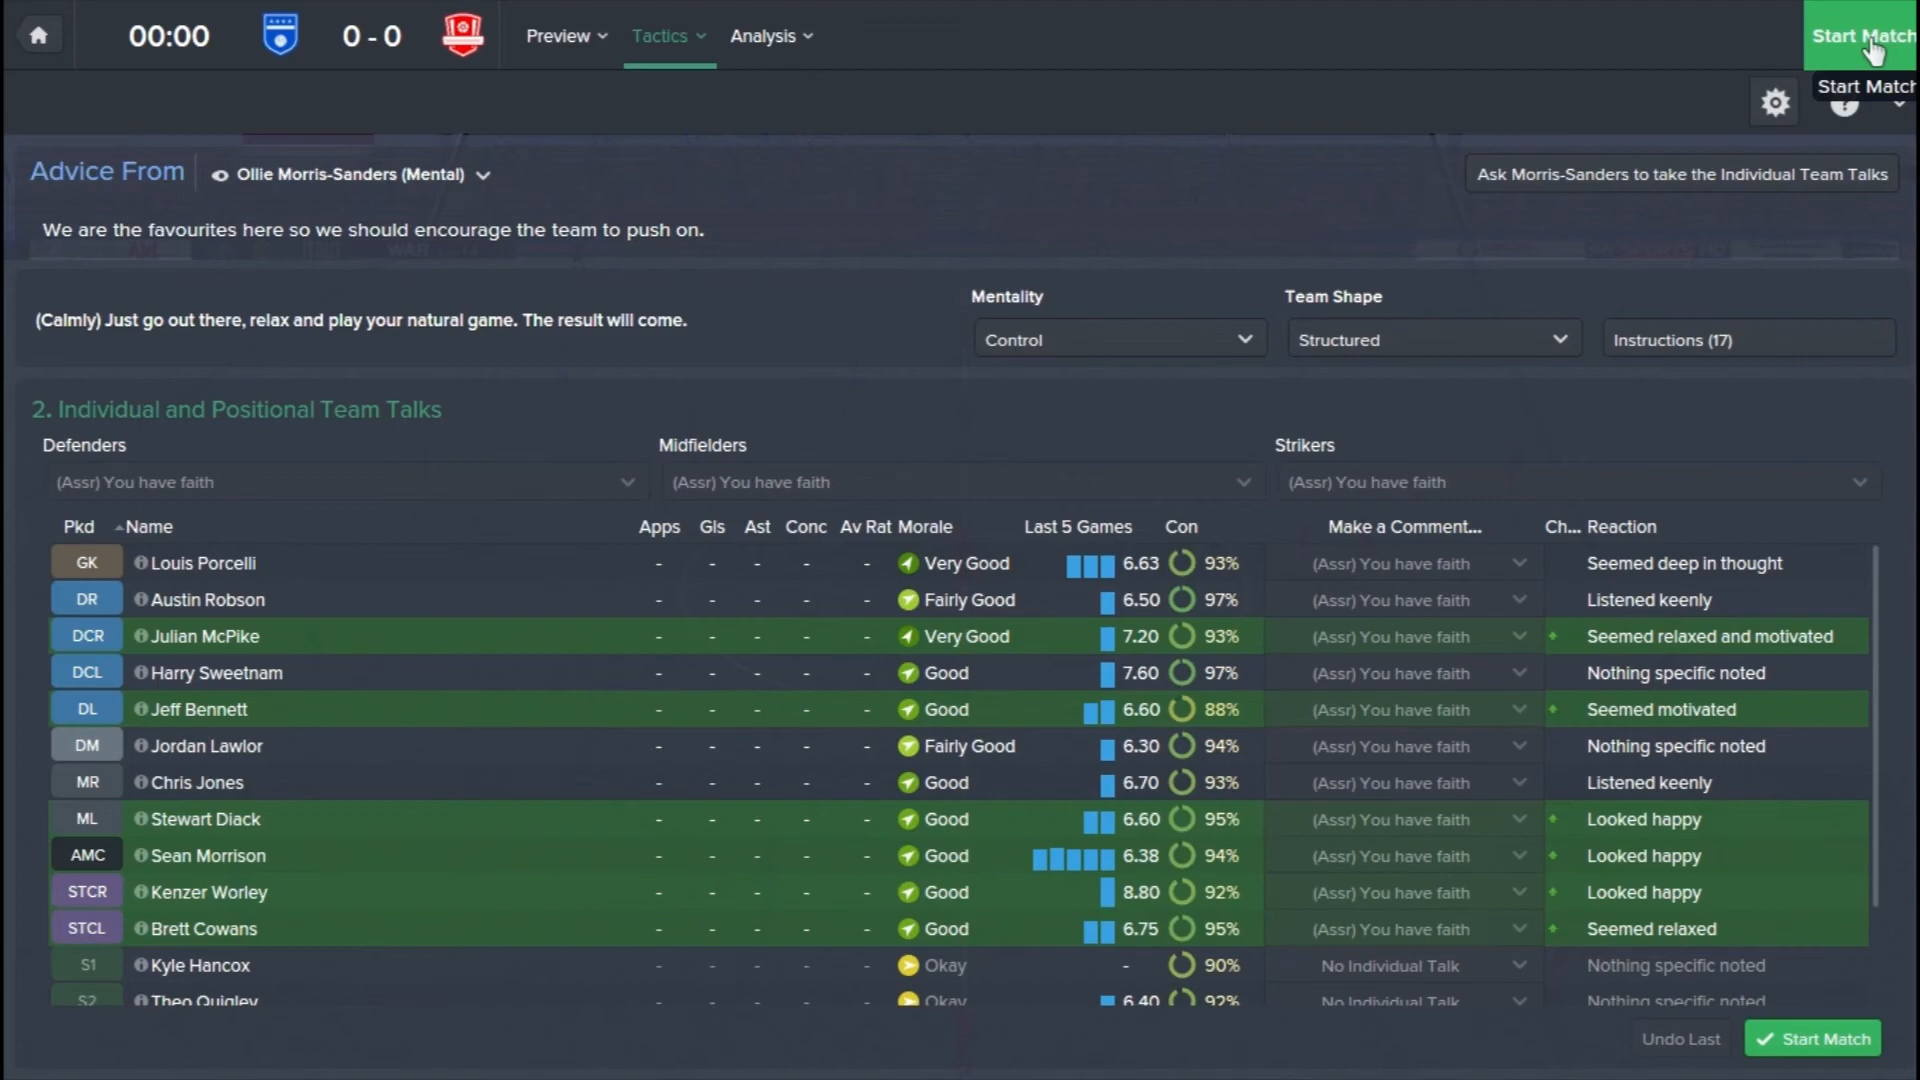 00:00 0 - 0 Preview Tactics Analysis Start Match
Start Match
Advice From Ollie Morris-Sanders (Mental) Ask Morris-Sanders to take the Individual Team Talks
We are the favourites here so we should encourage the team to push on.
Mentality Team Shape
(Calmly) Just go out there, relax and play your natural game. The result will come.
Control Structured Instructions (17)
2. Individual and Positional Team Talks
Defenders Midfielders Strikers
(Assr) You have faith (Assr) You have faith (Assr) You have faith
Pkd Name Apps Gls Ast Conc Av Rat Morale Last 5 Games Con Make a Comment... Ch... Reaction
GK Louis Porcelli - - - - - Very Good 6.63 93% (Assr) You have faith Seemed deep in thought
DR Austin Robson - - - - - Fairly Good 6.50 97% (Assr) You have faith Listened keenly
DCR Julian McPike - - - - - Very Good 7.20 93% (Assr) You have faith Seemed relaxed and motivated
DCL Harry Sweetnam - - - - - Good 7.60 97% (Assr) You have faith Nothing specific noted
DL Jeff Bennett - - - - - Good 6.60 88% (Assr) You have faith Seemed motivated
DM Jordan Lawlor - - - - - Fairly Good 6.30 94% (Assr) You have faith Nothing specific noted
MR Chris Jones - - - - - Good 6.70 93% (Assr) You have faith Listened keenly
ML Stewart Diack - - - - - Good 6.60 95% (Assr) You have faith Looked happy
AMC Sean Morrison - - - - - Good 6.38 94% (Assr) You have faith Looked happy
STCR Kenzer Worley - - - - - Good 8.80 92% (Assr) You have faith Looked happy
STCL Brett Cowans - - - - - Good 6.75 95% (Assr) You have faith Seemed relaxed
S1 Kyle Hancox - - - - - Okay - 90% No Individual Talk Nothing specific noted
S2 Theo Quigley - - - - - Okay 6.40 92% No Individual Talk Nothing specific noted
Undo Last Start Match